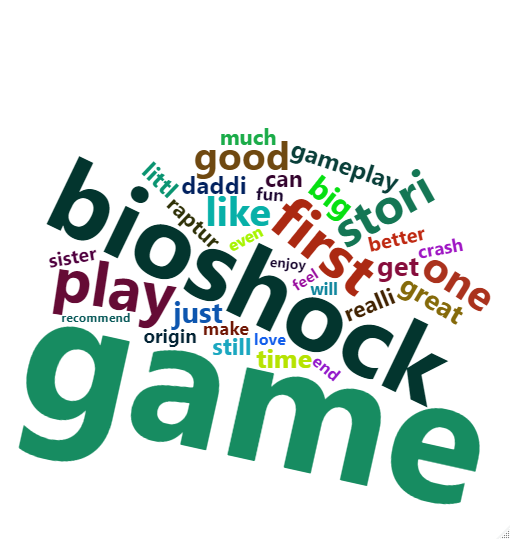 much
good
gameplay
littl
daddi
can
fun
big
stori
raptur
like
first
even
better
bioshock
sister
enjoy
crash
play
feel
get
one
will
great
realli
recommend
just
make
origin
still
love
time
end
game